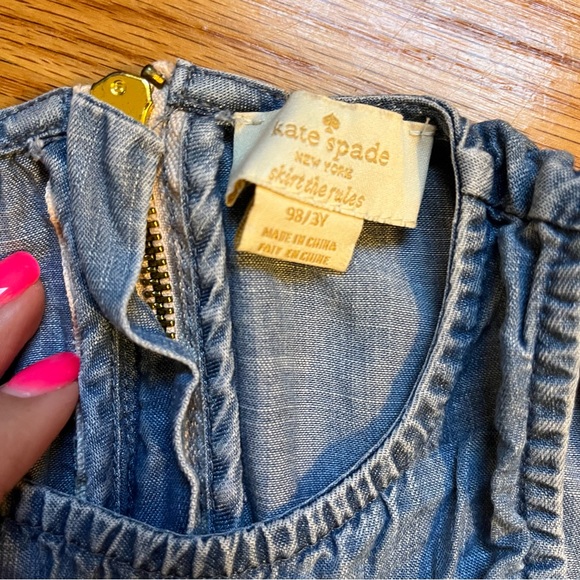 kate spade
NEW YORK
skirt the rules
98/3Y
MADE IN CHINA
FAIT EN CHINE